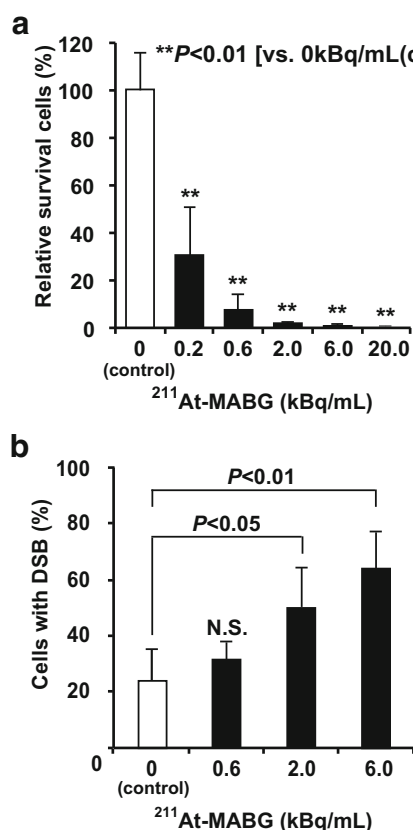 a
**P<0.01 [vs. 0kBq/mL(c
Relative survival cells (%)
120
100
80
60
40
20
0
**
**
**
**
**
0 0.2 0.6 2.0 6.0 20.0
(control)
211At-MABG (kBq/mL)
b
Cells with DSB (%)
100
80
60
40
20
0
P<0.01
P<0.05
N.S.
0 0.6 2.0 6.0
(control)
211At-MABG (kBq/mL)